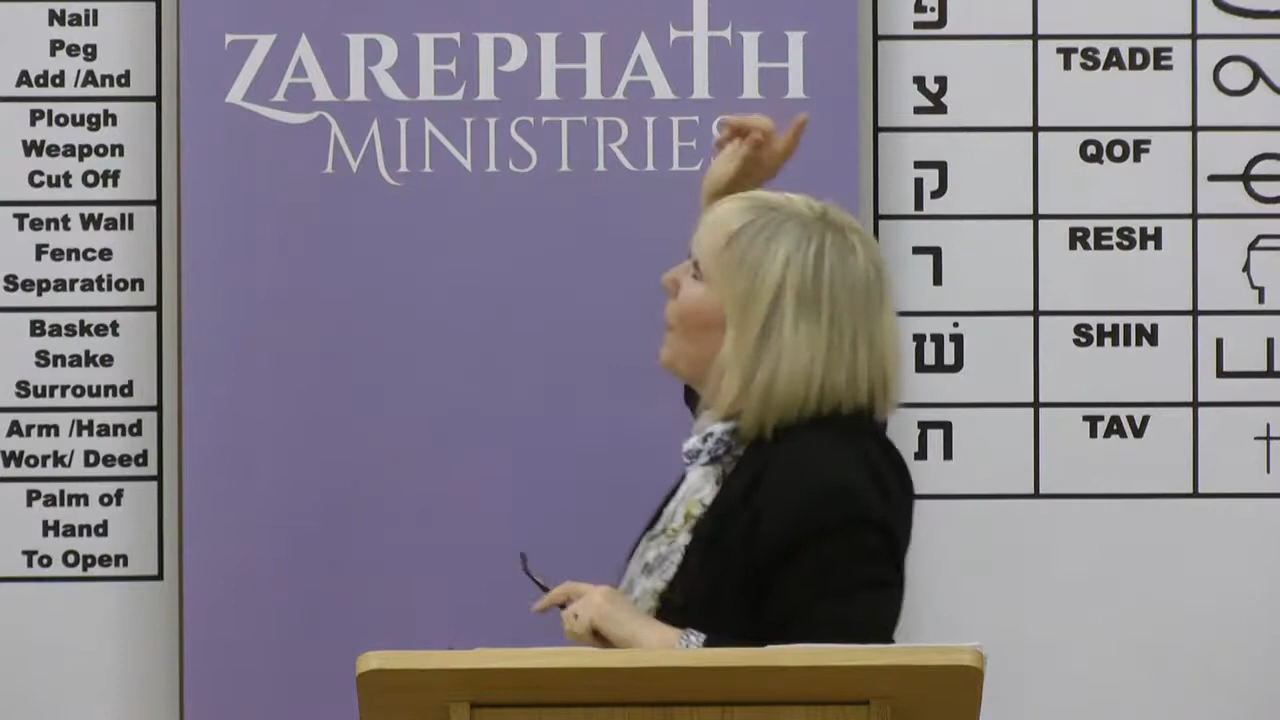 Nail
Peg
Add /And
Plough
Weapon
Cut Off
Tent Wall
Fence
Separation
Basket
Snake
Surround
Arm /Hand
Work/ Deed
Palm of
Hand
To Open
ZAREPHATH
MINISTRIES
פ
צ TSADE
ק QOF
ר RESH
שׁ SHIN
ת TAV